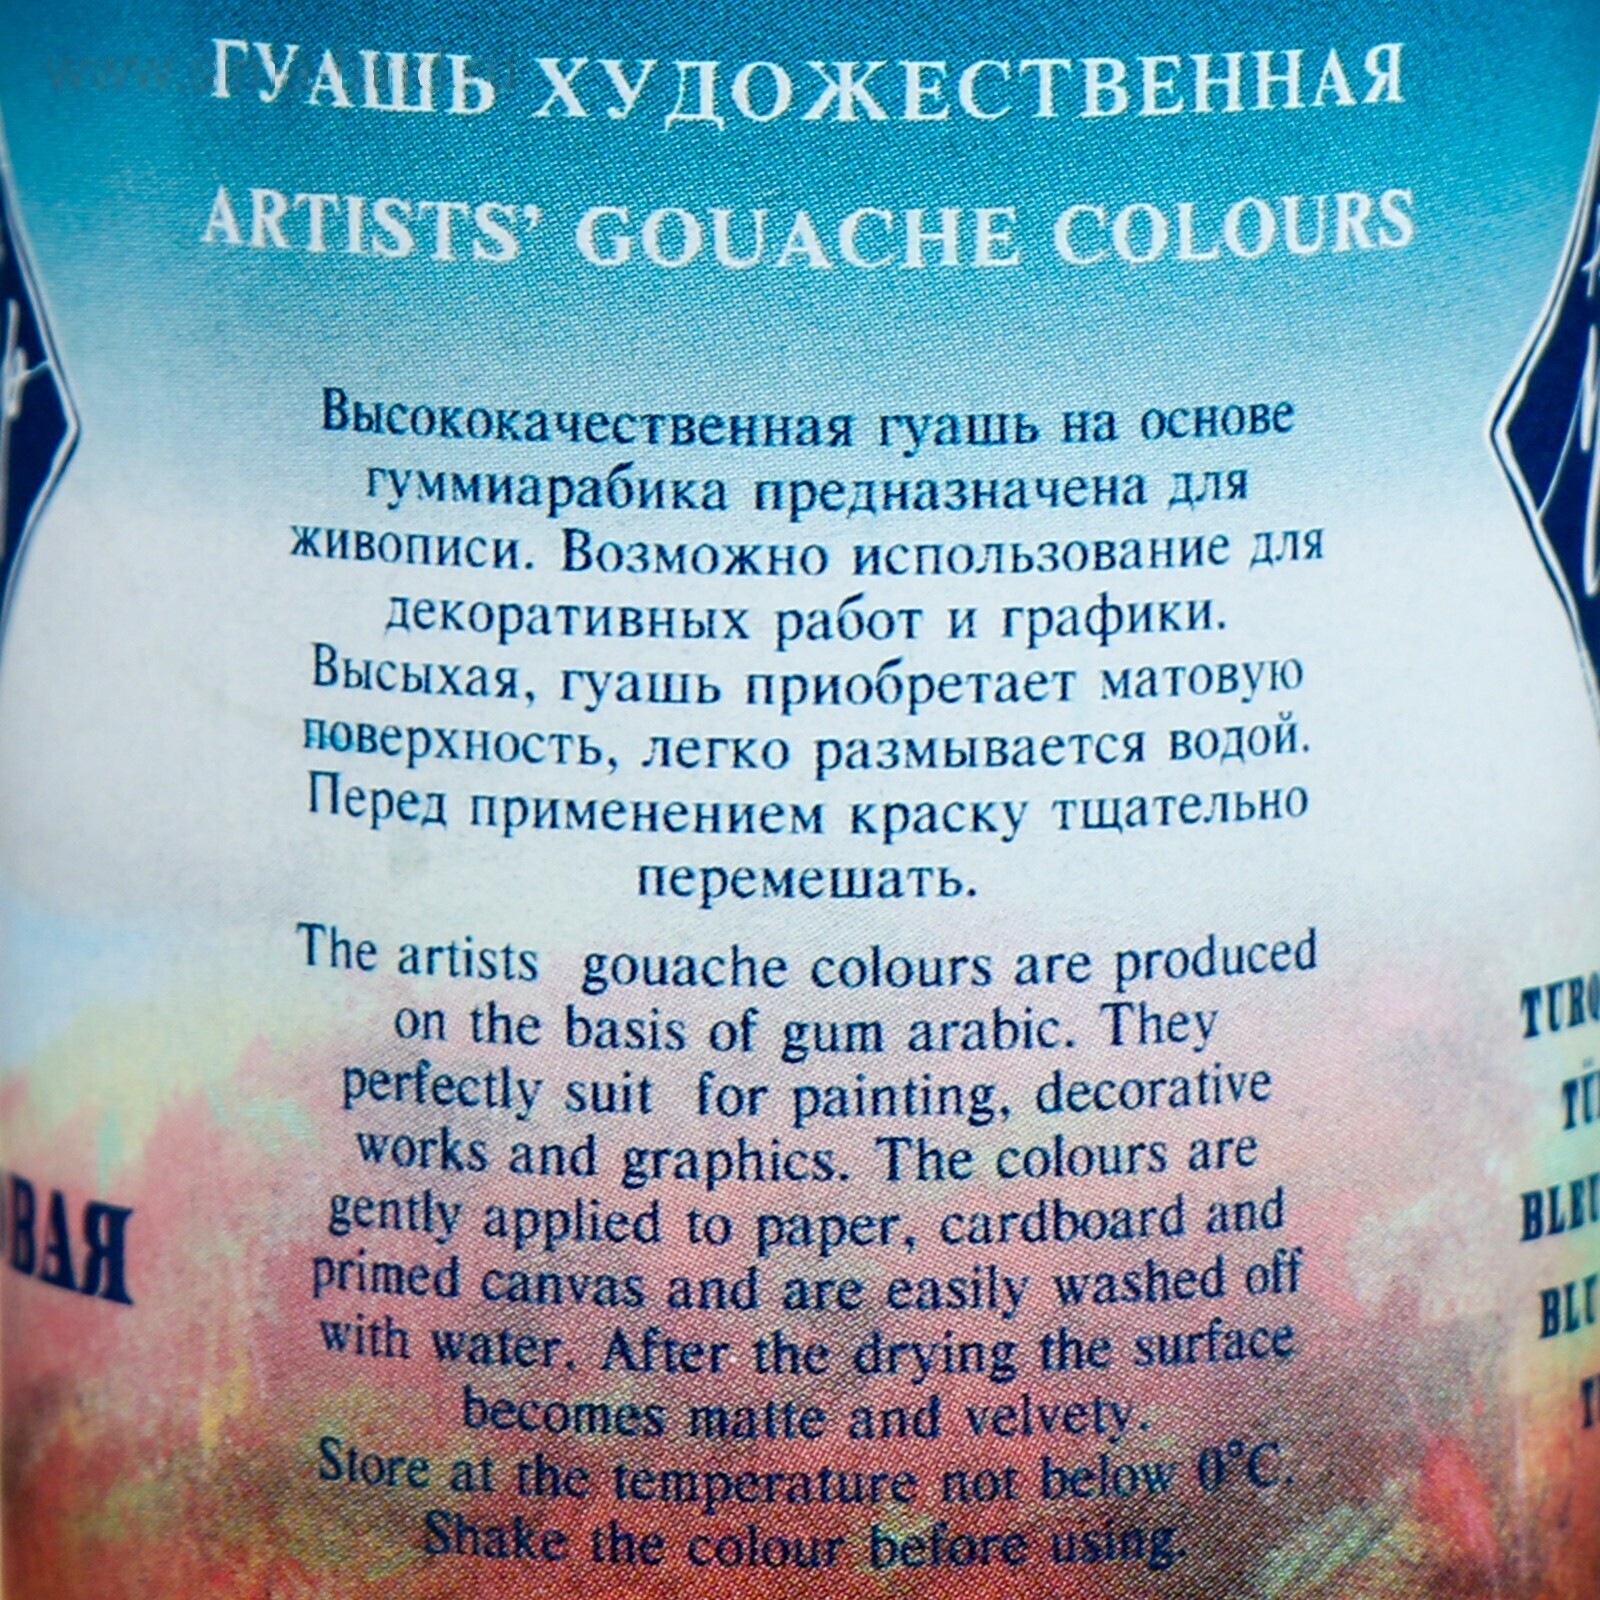 ГУАШЬ ХУДОЖЕСТВЕННАЯ
ARTISTS’ GOUACHE COLOURS
Высококачественная гуашь на основе
гуммиарабика предназначена для
живописи. Возможно использование для
декоративных работ и графики.
Высыхая, гуашь приобретает матовую
поверхность, легко размывается водой.
Перед применением краску тщательно
перемешать.
The artists gouache colours are produced
on the basis of gum arabic. They
perfectly suit for painting, decorative
works and graphics. The colours are
gently applied to paper, cardboard and
primed canvas and are easily washed off
with water. After the drying the surface
becomes matte and velvety.
Store at the temperature not below 0°C.
Shake the colour before using.